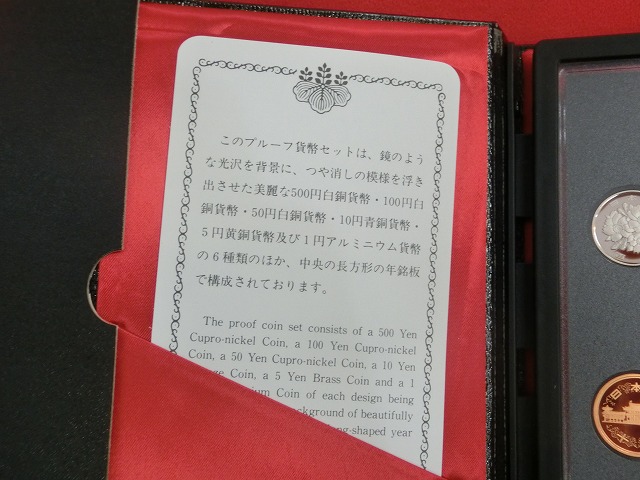 このプルーフ貨幣セットは、鏡のよう
な光沢を背景に、つや消しの模様を浮き
出させた美麗な500円白銅貨幣・100円白
銅貨幣・50円白銅貨幣・10円青銅貨幣・
5円黄銅貨幣及び1円アルミニウム貨幣
の6種類のほか、中央の長方形の年銘板
で構成されております。
The proof coin set consists of a 500 Yen
Cupro-nickel Coin, a 100 Yen Cupro-nickel
Coin, a 50 Yen Cupro-nickel Coin, a 10 Yen
Coin, a 5 Yen Brass Coin and a 1
Coin of each design being
of beautifully
year
日